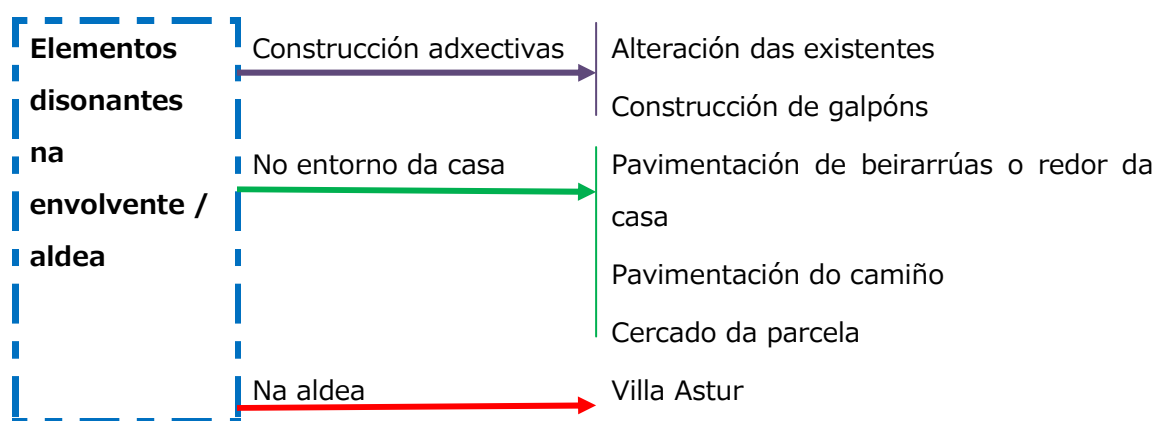 Elementos
disonantes
na
envolvente /
aldea
Construcción adxectivas
Alteración das existentes
Construcción de galpóns
No entorno da casa
Pavimentación de beirarrúas o redor da
casa
Pavimentación do camiño
Cercado da parcela
Na aldea
Villa Astur